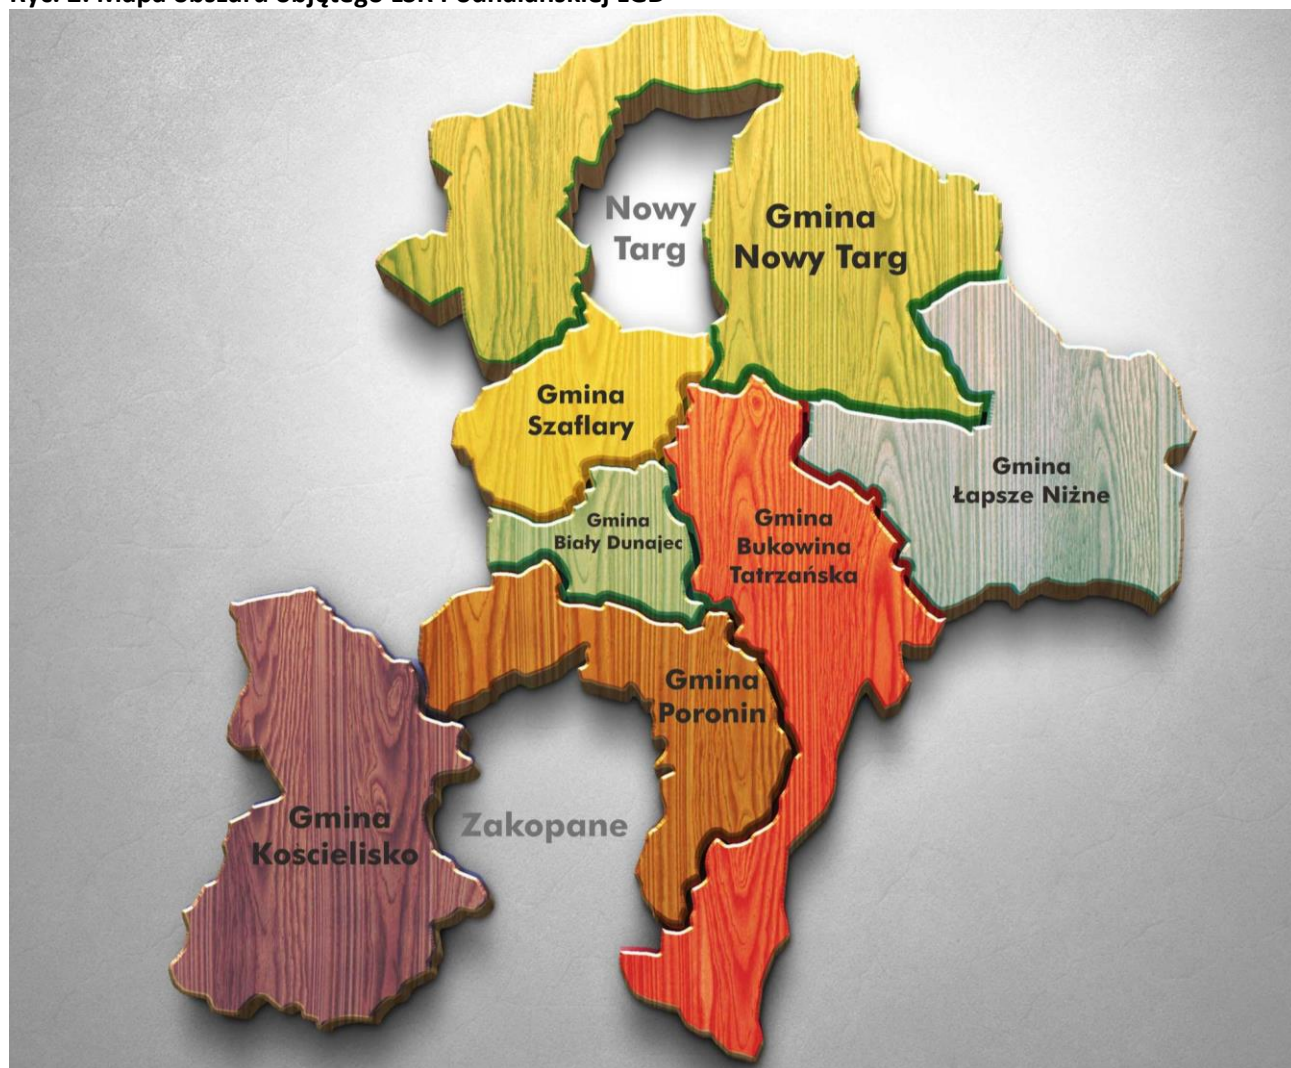 Nowy
Targ
Gmina
Nowy Targ
Gmina
Szaflary
Gmina
Łapsze Niżne
Gmina
Biały Dunajec
Gmina
Bukowina
Tatrzańska
Gmina
Poronin
Gmina
Koscielisko
Zakopane